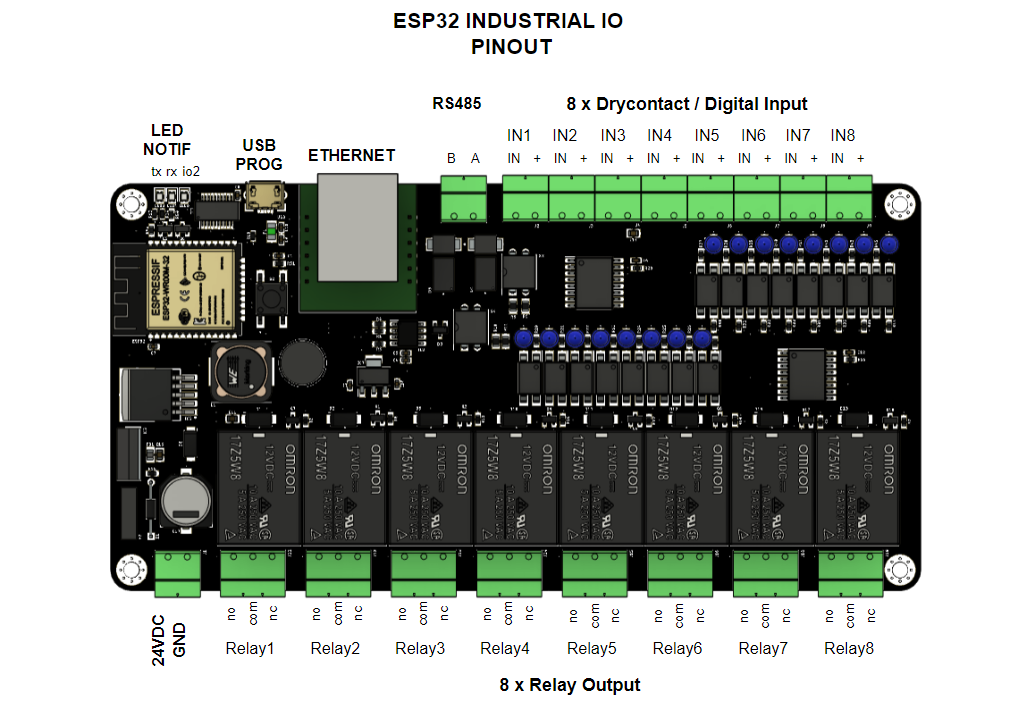 ESP32 INDUSTRIAL IO
PINOUT
RS485
8 x Drycontact / Digital Input
LED
NOTIF
tx rx io2
USB
PROG
ETHERNET
B A
IN1 IN2 IN3 IN4 IN5 IN6 IN7 IN8
IN + IN + IN + IN + IN + IN + IN + IN +
ESPRESSIF
ESP32-WROOM-32
WE
OMRON OMRON OMRON OMRON OMRON OMRON OMRON OMRON
12VDC 12VDC 12VDC 12VDC 12VDC 12VDC 12VDC 12VDC
17Z5W8 17Z5W8 17Z5W8 17Z5W8 17Z5W8 17Z5W8 17Z5W8 17Z5W8
24VDC
GND
no com nc no com nc no com nc no com nc no com nc no com nc no com nc no com nc
Relay1 Relay2 Relay3 Relay4 Relay5 Relay6 Relay7 Relay8
8 x Relay Output